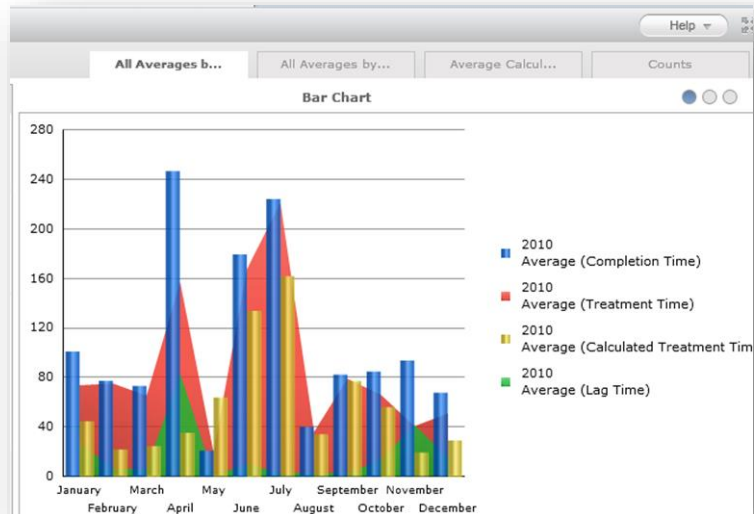 Help
All Averages b...
All Averages by...
Average Calcul...
Counts
Bar Chart
280
240
200
160
120
80
40
0
January March May July September November
February April June August October December
2010
Average (Completion Time)
2010
Average (Treatment Time)
2010
Average (Calculated Treatment Tim
2010
Average (Lag Time)